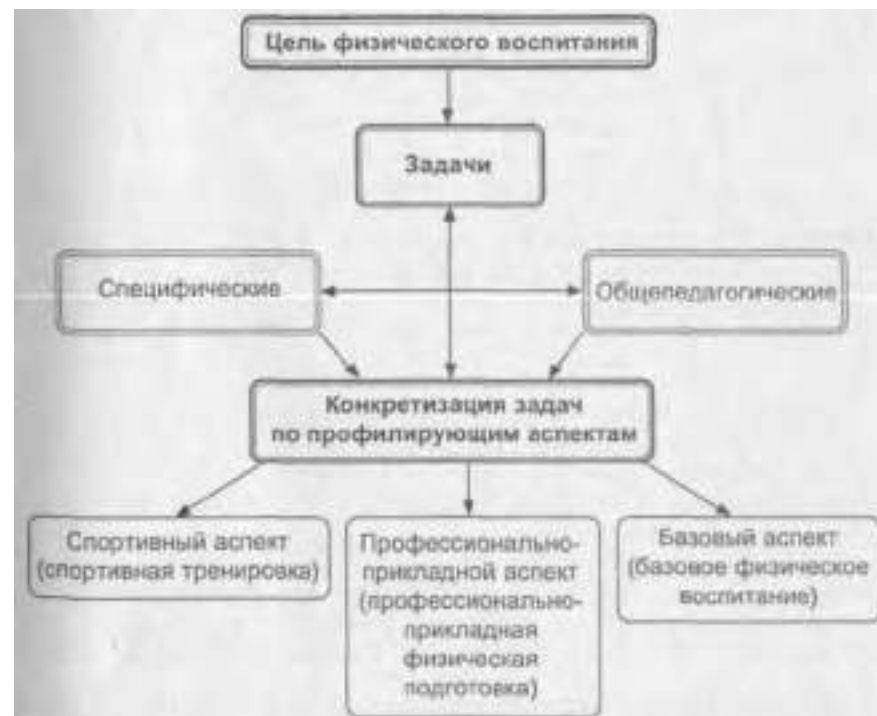 Цель физического воспитания
Задачи
Специфические
Общепедагогические
Конкретизация задач
по профилирующим аспектам
Спортивный аспект
(спортивная тренировка)
Профессионально-
прикладной аспект
(профессионально-
прикладная
физическая
подготовка)
Базовый аспект
(базовое физическое
воспитание)